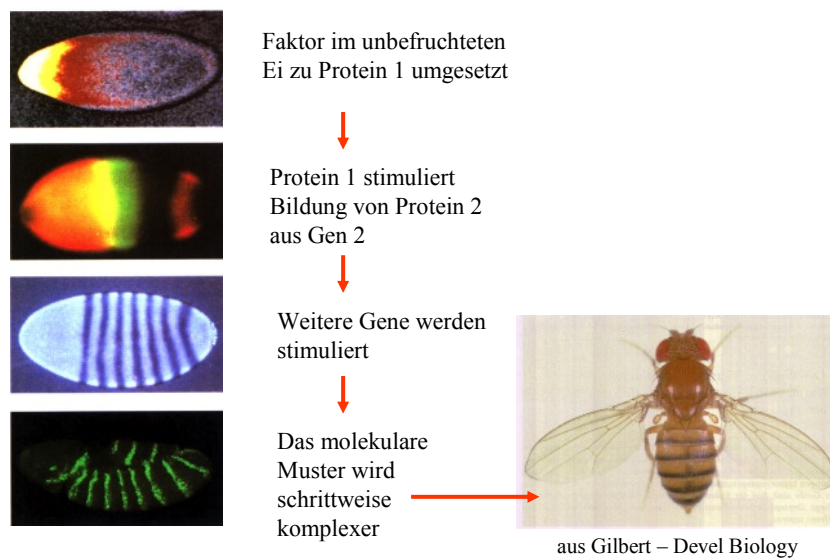 Faktor im unbefruchteten
Ei zu Protein 1 umgesetzt
Protein 1 stimuliert
Bildung von Protein 2
aus Gen 2
Weitere Gene werden
stimuliert
Das molekulare
Muster wird
schrittweise
komplexer
aus Gilbert – Devel Biology